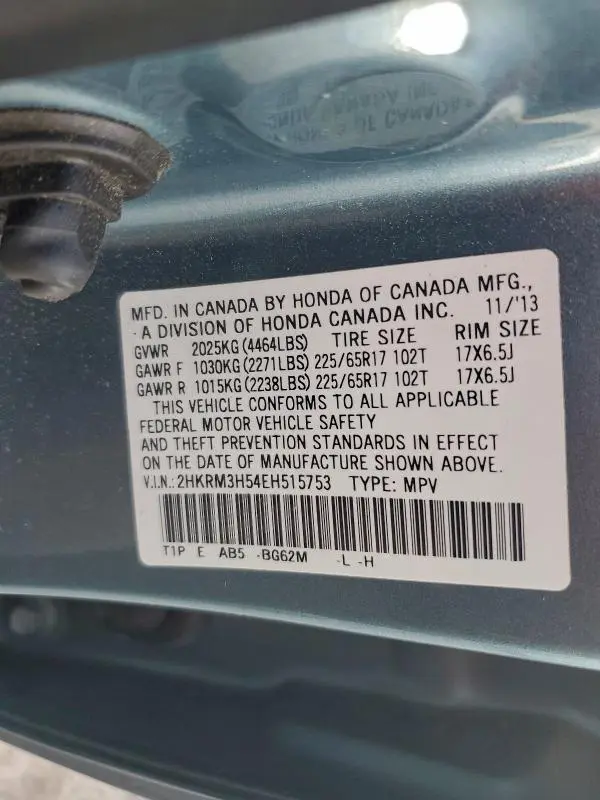 MFD. IN CANADA BY HONDA OF CANADA MFG.,
A DIVISION OF HONDA CANADA INC. 11/'13
GVWR 2025KG (4464LBS) TIRE SIZE RIM SIZE
GAWR F 1030KG (2271LBS) 225/65R17 102T 17X6.5J
GAWR R 1015KG (2238LBS) 225/65R17 102T 17X6.5J
THIS VEHICLE CONFORMS TO ALL APPLICABLE
FEDERAL MOTOR VEHICLE SAFETY
AND THEFT PREVENTION STANDARDS IN EFFECT
ON THE DATE OF MANUFACTURE SHOWN ABOVE.
V.I.N.: 2HKRM3H54EH515753 TYPE: MPV
T1P E AB5 -BG62M -L -H